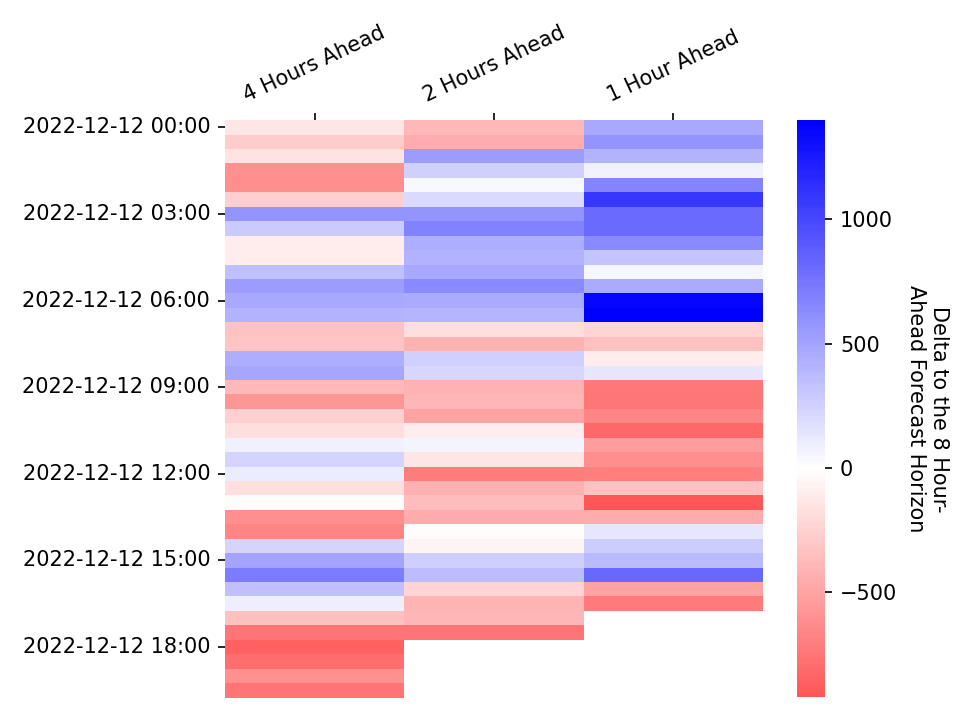 4 Hours Ahead
2 Hours Ahead
1 Hour Ahead
2022-12-12 00:00
2022-12-12 03:00
2022-12-12 06:00
2022-12-12 09:00
2022-12-12 12:00
2022-12-12 15:00
2022-12-12 18:00
1000
500
0
−500
Delta to the 8 Hour-
Ahead Forecast Horizon